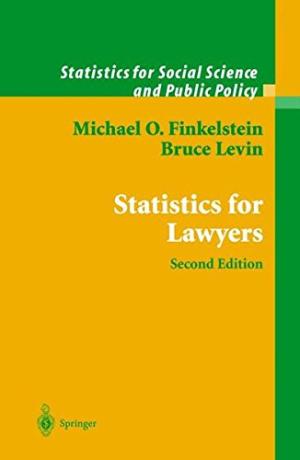 Statistics for Social Science
and Public Policy
Michael O. Finkelstein
Bruce Levin
Statistics for
Lawyers
Second Edition
Springer